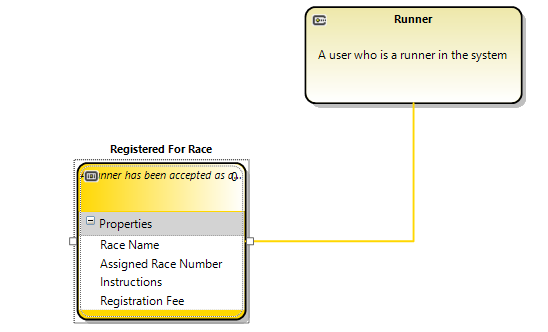 Runner
A user who is a runner in the system
Registered For Race
unner has been accepted as a...
Properties
Race Name
Assigned Race Number
Instructions
Registration Fee